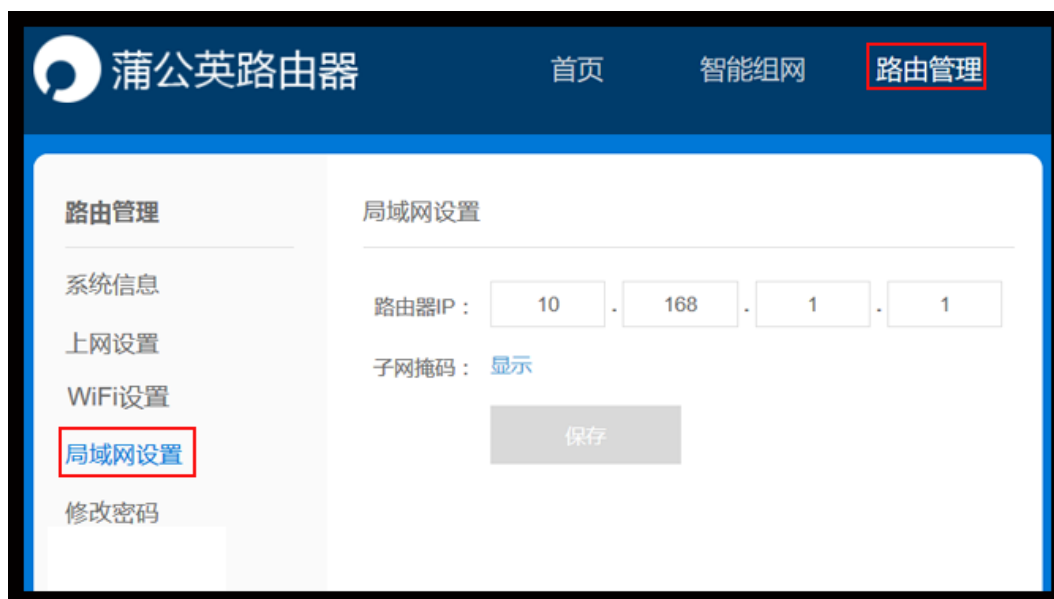 蒲公英路由器 首页 智能组网 路由管理
路由管理
系统信息
上网设置
WiFi设置
局域网设置
修改密码
局域网设置
路由器IP： 10 . 168 . 1 . 1
子网掩码： 显示
保存